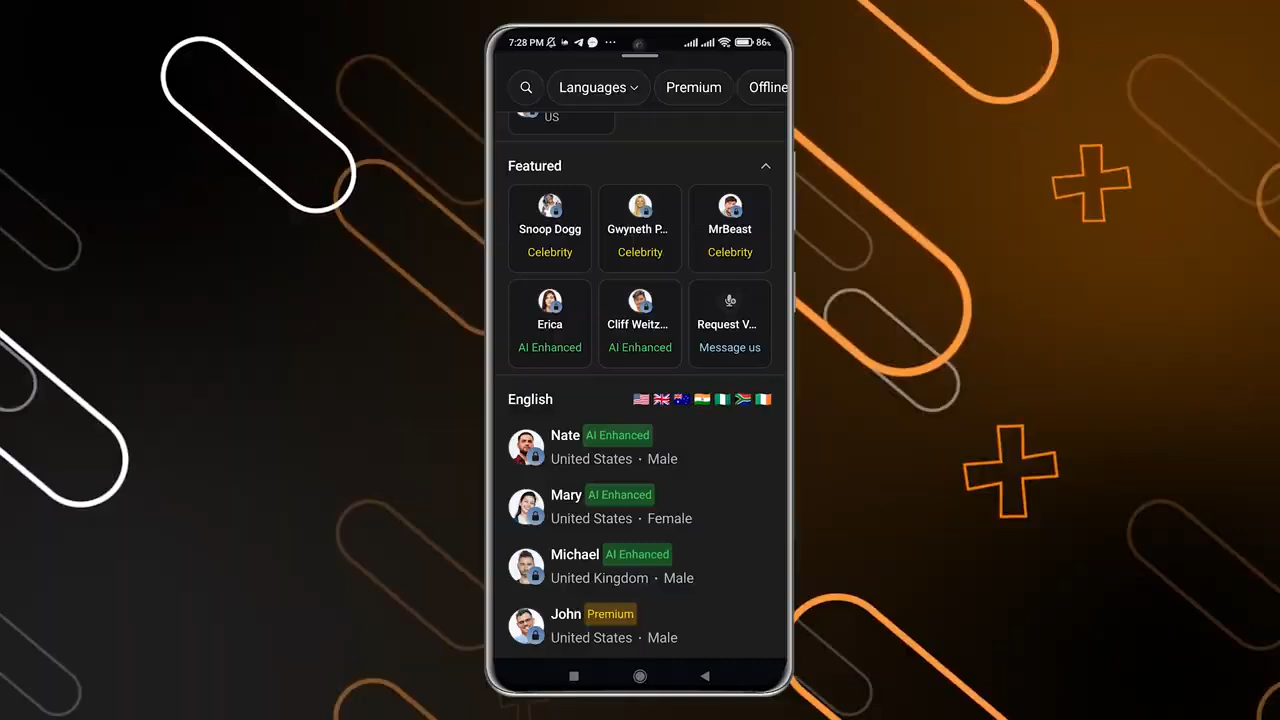 7:28 PM 86%
Languages Premium Offline
US
Featured
Snoop Dogg Gwyneth P... MrBeast
Celebrity Celebrity Celebrity
Erica Cliff Weitz... Request V...
AI Enhanced AI Enhanced Message us
English
Nate AI Enhanced
United States · Male
Mary AI Enhanced
United States · Female
Michael AI Enhanced
United Kingdom · Male
John Premium
United States · Male